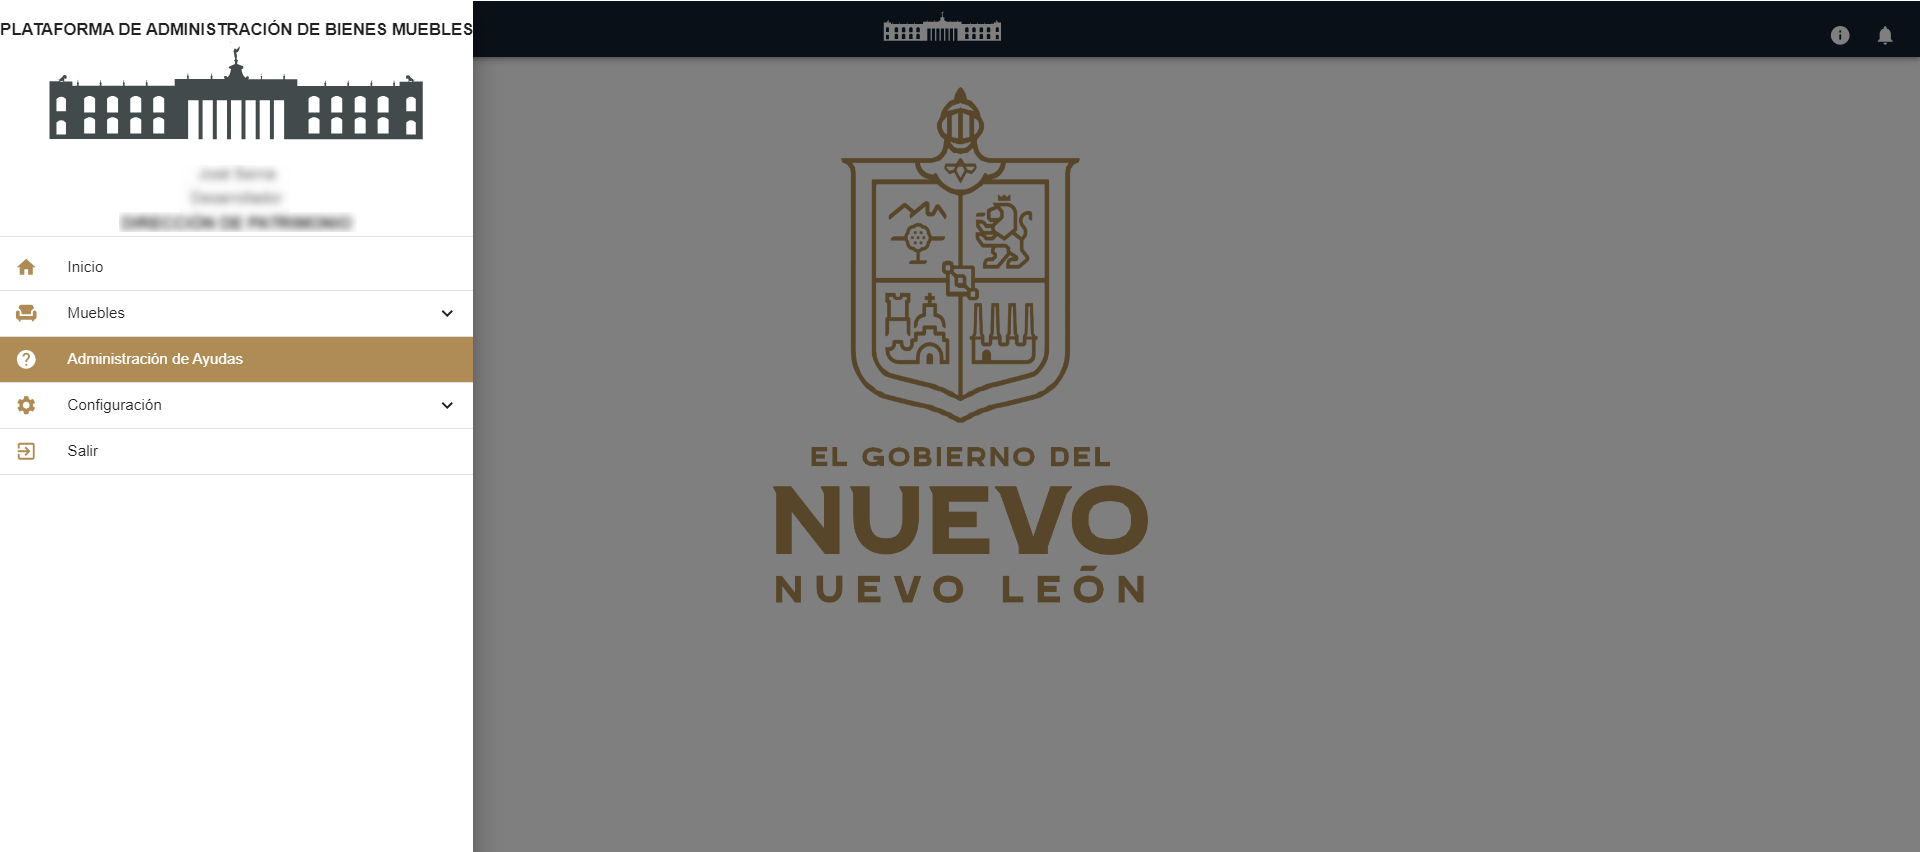 PLATAFORMA DE ADMINISTRACIÓN DE BIENES MUEBLES
Inicio
Muebles
Administración de Ayudas
Configuración
Salir
EL GOBIERNO DEL
NUEVO
NUEVO LEÓN